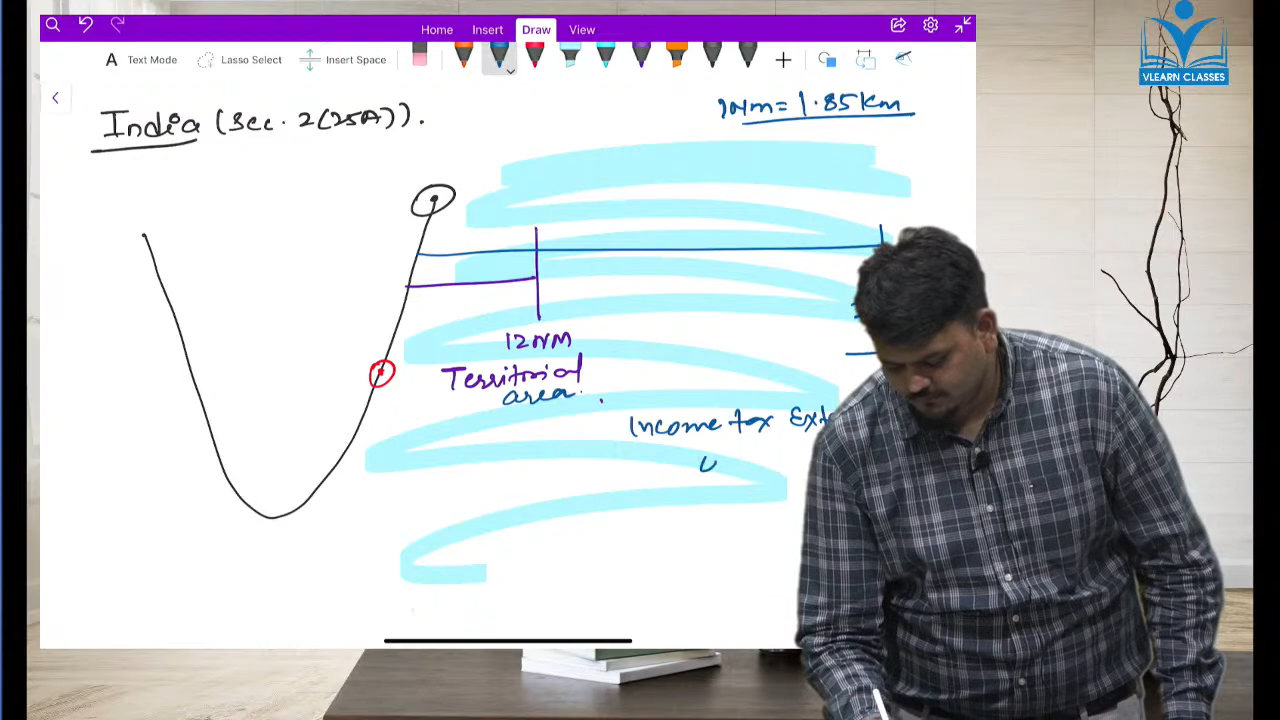 Home Insert Draw View
VLEARN CLASSES
A Text Mode Lasso Select Insert Space
India (Sec. 2(25A)).
1Nm = 1.85km
12NM
Territorial
area.
Income tax